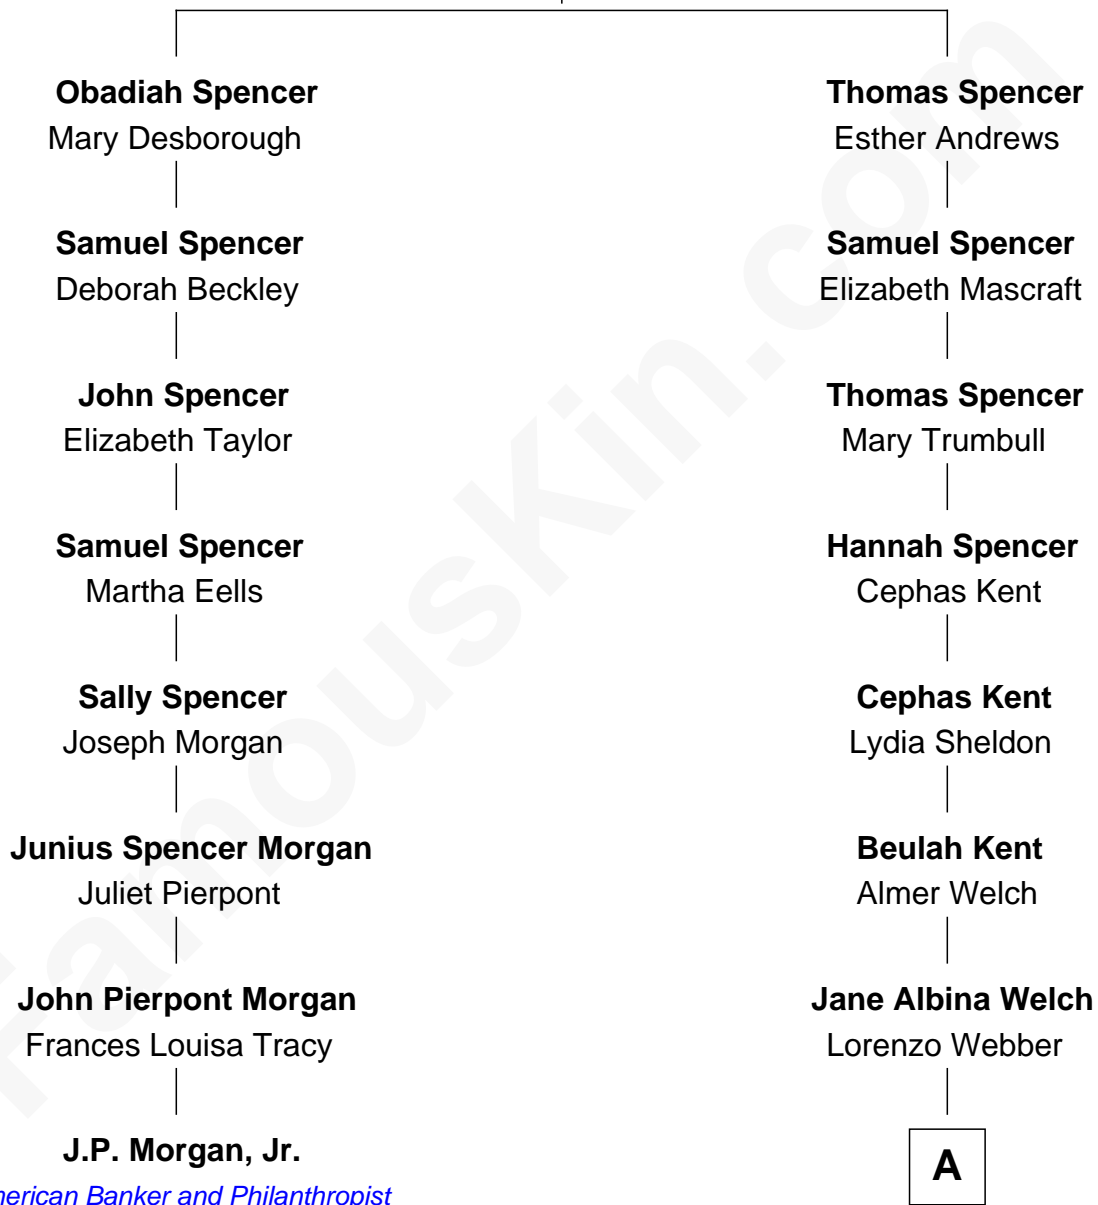 Obadiah Spencer
Mary Desborough
Samuel Spencer
Deborah Beckley
John Spencer
Elizabeth Taylor
Samuel Spencer
Martha Eells
Sally Spencer
Joseph Morgan
Junius Spencer Morgan
Juliet Pierpont
John Pierpont Morgan
Frances Louisa Tracy
J.P. Morgan, Jr.
merican Banker and Philanthropist
Thomas Spencer
Esther Andrews
Samuel Spencer
Elizabeth Mascraft
Thomas Spencer
Mary Trumbull
Hannah Spencer
Cephas Kent
Cephas Kent
Lydia Sheldon
Beulah Kent
Almer Welch
Jane Albina Welch
Lorenzo Webber
A
FamousKin.com